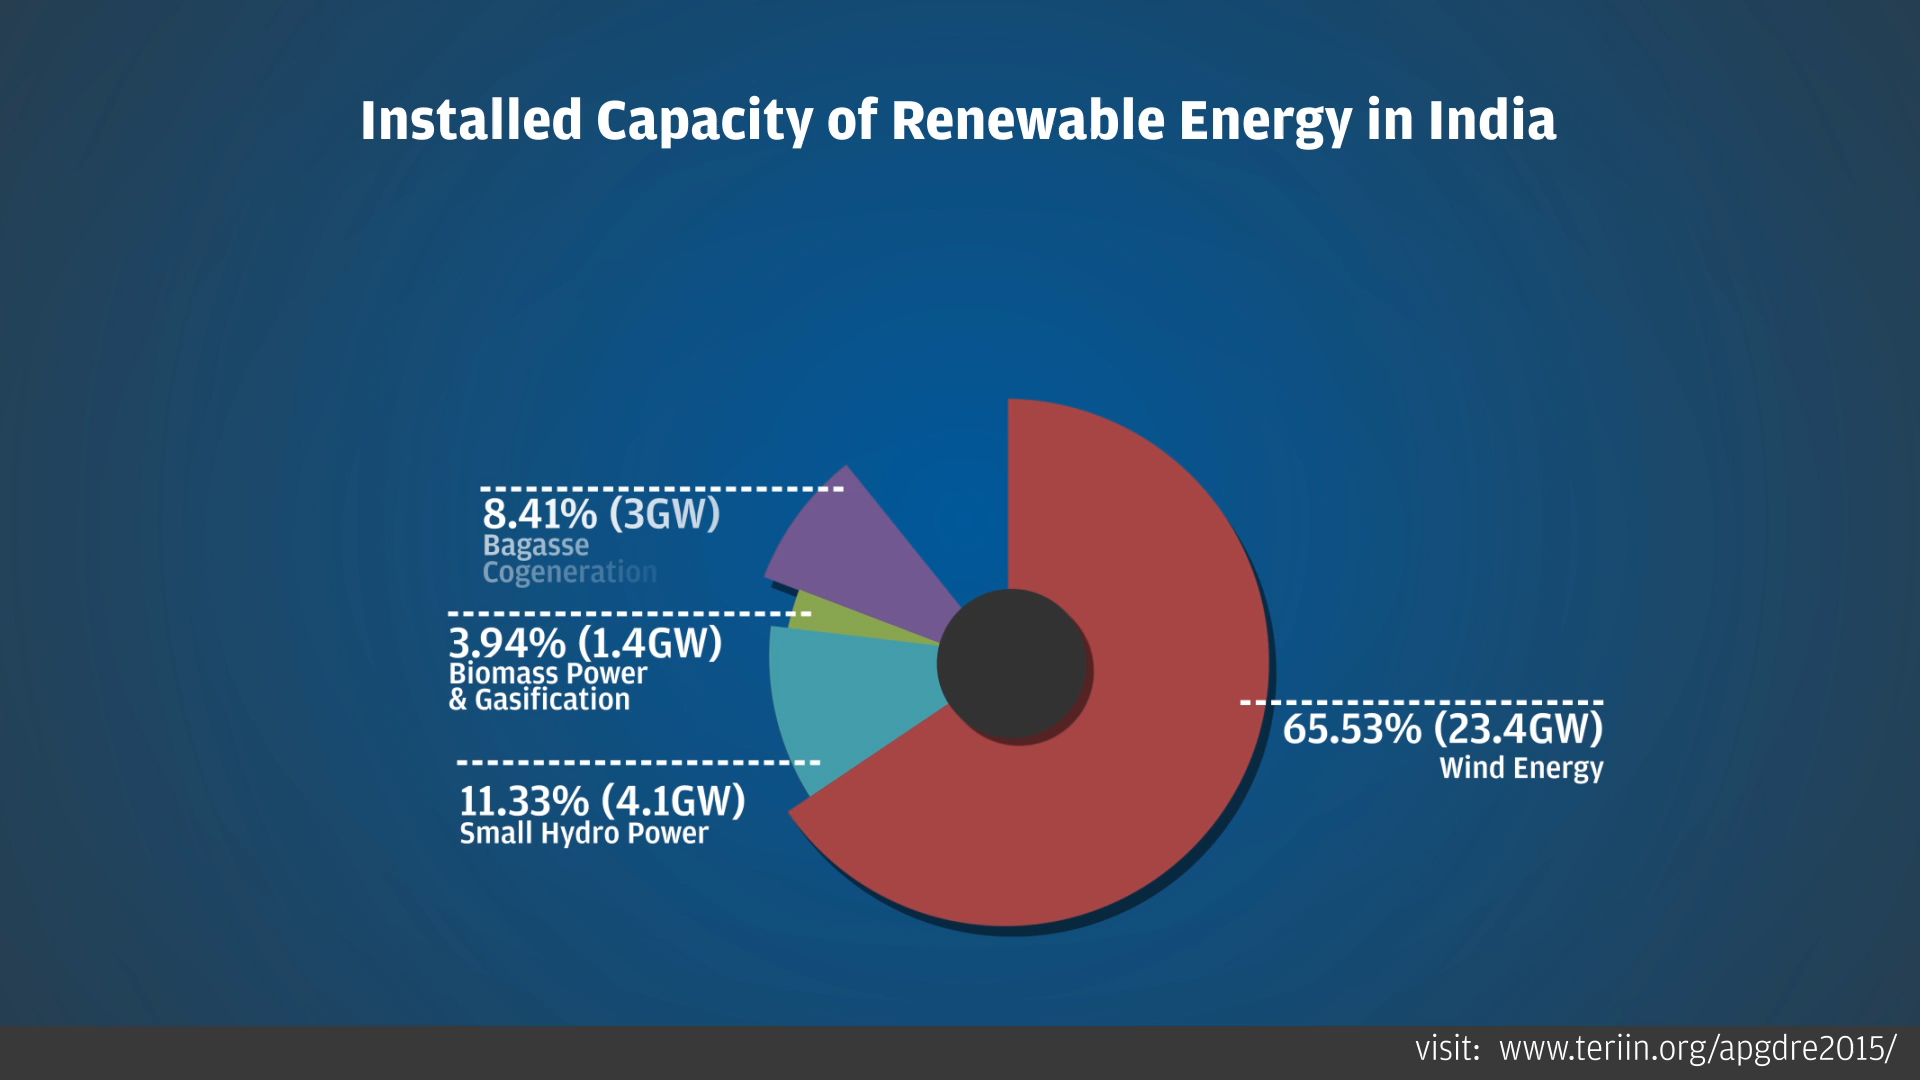 Installed Capacity of Renewable Energy in India
8.41% (3GW)
Bagasse
Cogeneration
3.94% (1.4GW)
Biomass Power
& Gasification
11.33% (4.1GW)
Small Hydro Power
65.53% (23.4GW)
Wind Energy
visit: www.teriin.org/apgdre2015/